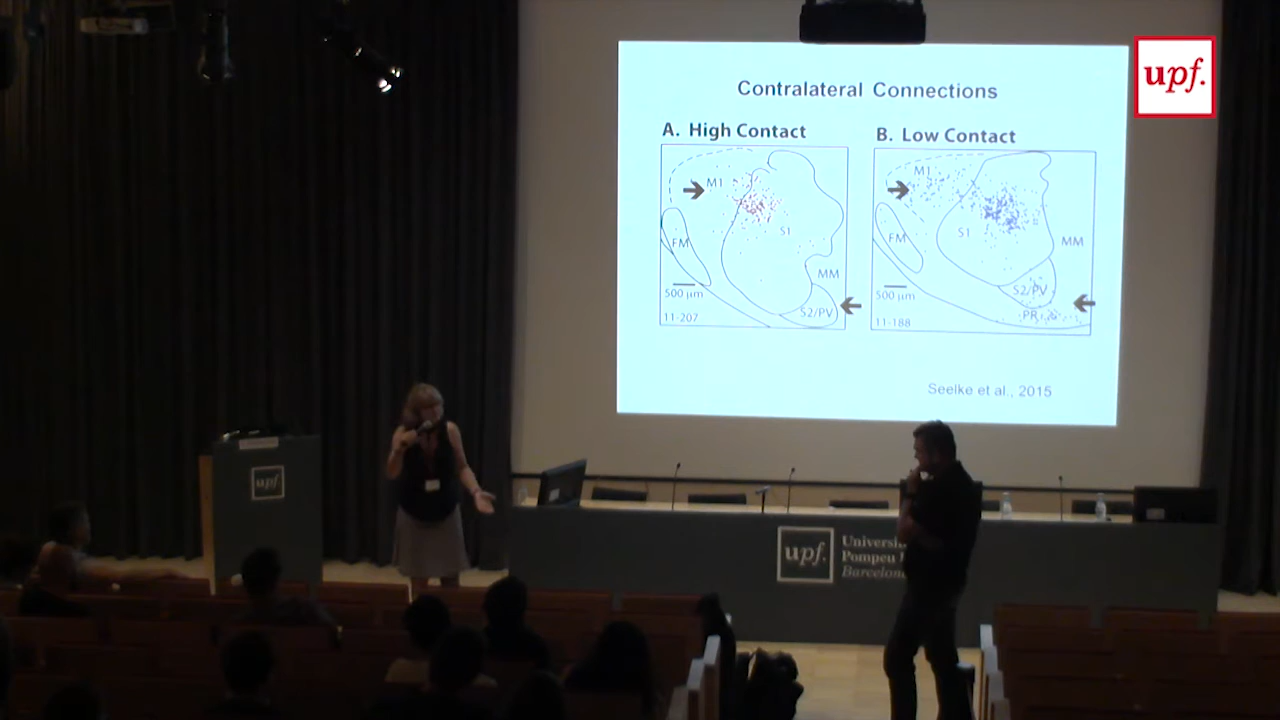 upf.
Contralateral Connections
A. High Contact
B. Low Contact
M1
S1
FM
MM
500 µm
S2/PV
11-207
M1
S1
FM
MM
500 µm
S2/PV
PR
11-188
Seelke et al., 2015
upf
upf.
Pompeu
Barcelona